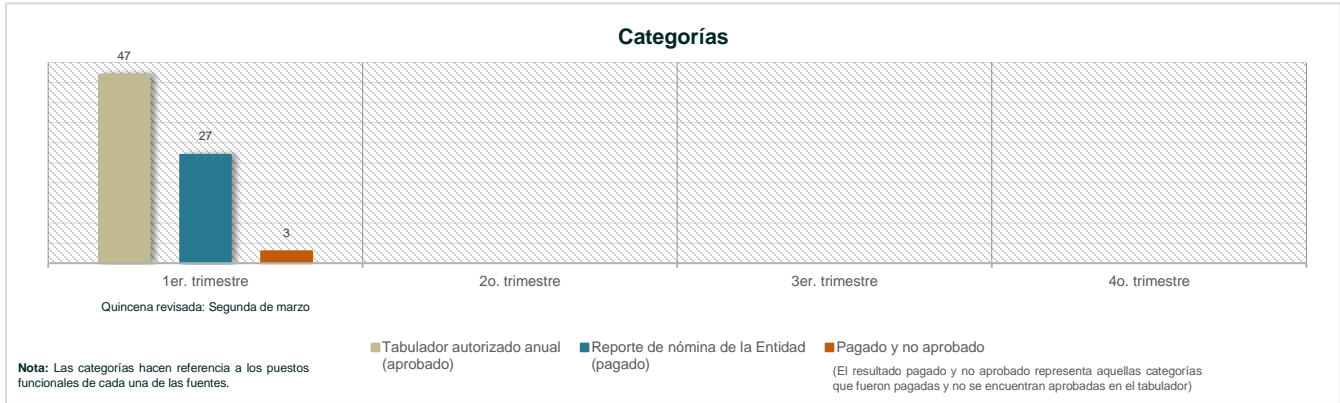 Categorías
47
27
3
1er. trimestre
2o. trimestre
3er. trimestre
4o. trimestre
Quincena revisada: Segunda de marzo
Tabulador autorizado anual
(aprobado)
Reporte de nómina de la Entidad
(pagado)
Pagado y no aprobado
(El resultado pagado y no aprobado representa aquellas categorías
que fueron pagadas y no se encuentran aprobadas en el tabulador)
Nota: Las categorías hacen referencia a los puestos
funcionales de cada una de las fuentes.